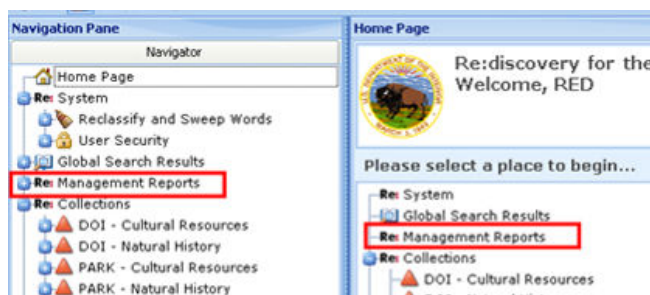 Navigation Pane
Navigator
Home Page
Re: System
Reclassify and Sweep Words
User Security
Global Search Results
Re: Management Reports
Re: Collections
DOI - Cultural Resources
DOI - Natural History
PARK - Cultural Resources
PARK - Natural History
Home Page
Re:discovery for the
Welcome, RED
Please select a place to begin...
Re: System
Global Search Results
Re: Management Reports
Re: Collections
DOI - Cultural Resources